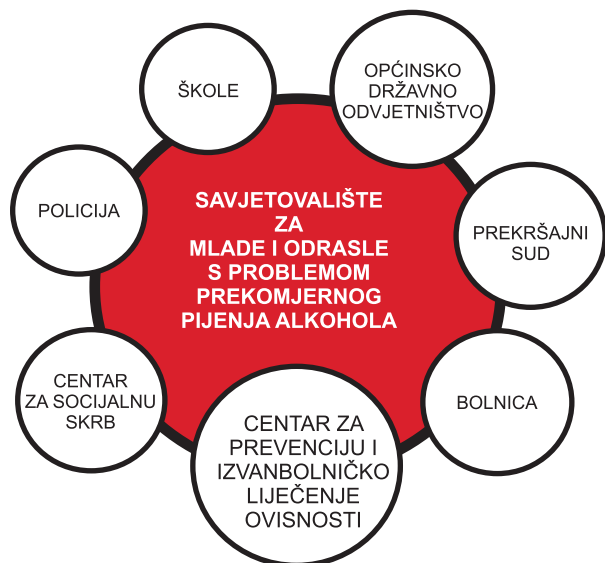 ŠKOLE
OPĆINSKO
DRŽAVNO
ODVJETNIŠTVO
POLICIJA
SAVJETOVALIŠTE
ZA
MLADE I ODRASLE
S PROBLEMOM
PREKOMJERNOG
PIJENJA ALKOHOLA
PREKRŠAJNI
SUD
CENTAR
ZA SOCIJALNU
SKRB
CENTAR ZA
PREVENCIJU I
IZVANBOLNIČKO
LIJEČENJE
OVISNOSTI
BOLNICA